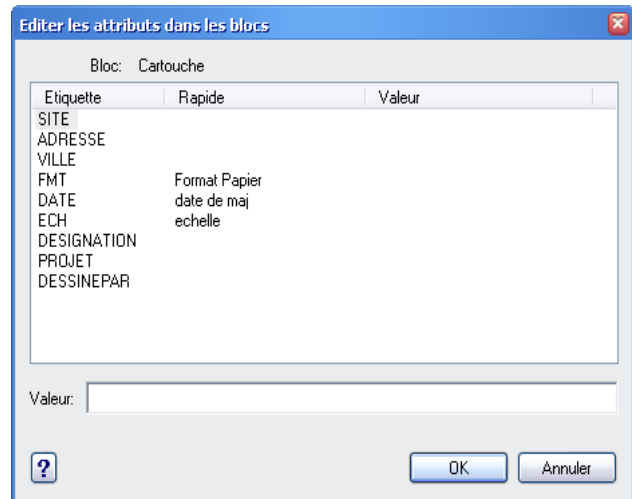 Editer les attributs dans les blocs
Bloc: Cartouche
Etiquette Rapide Valeur
SITE
ADRESSE
VILLE
FMT Format Papier
DATE date de maj
ECH echelle
DESIGNATION
PROJET
DESSINEPAR
Valeur:
? OK Annuler